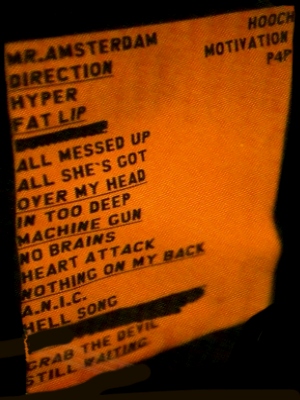 MR.AMSTERDAM
DIRECTION
HYPER
FAT LIP
ALL MESSED UP
ALL SHE'S GOT
OVER MY HEAD
IN TOO DEEP
MACHINE GUN
NO BRAINS
HEART ATTACK
NOTHING ON MY BACK
A.N.I.C.
HELL SONG
GRAB THE DEVIL
STILL WAITING.
HOOCH
MOTIVATION
P4P